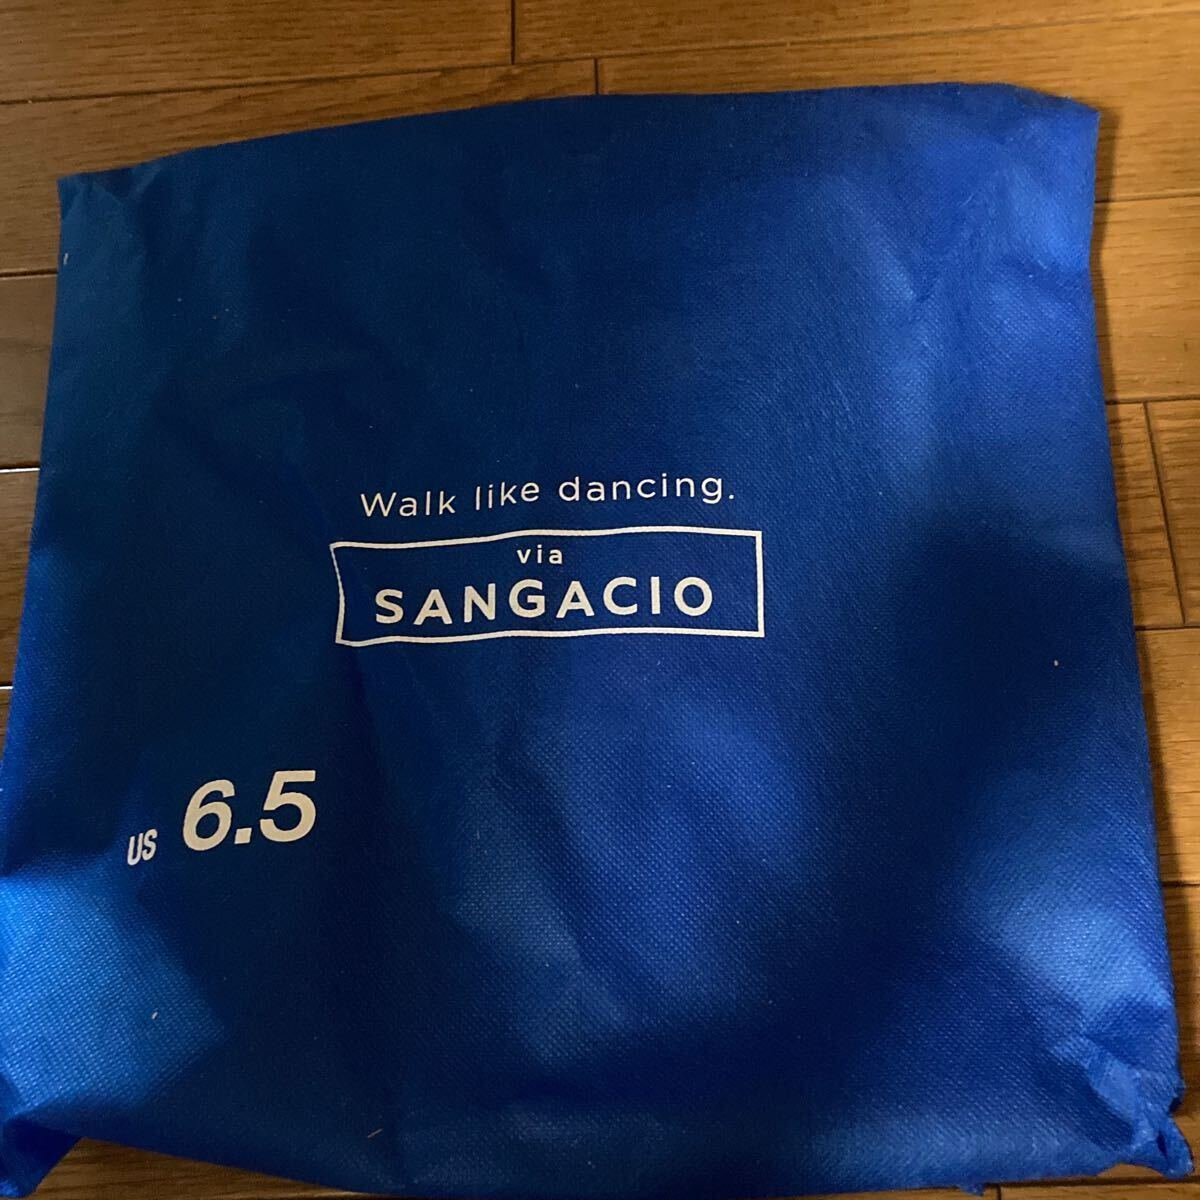 Walk like dancing.
via
SANGACIO
US 6.5